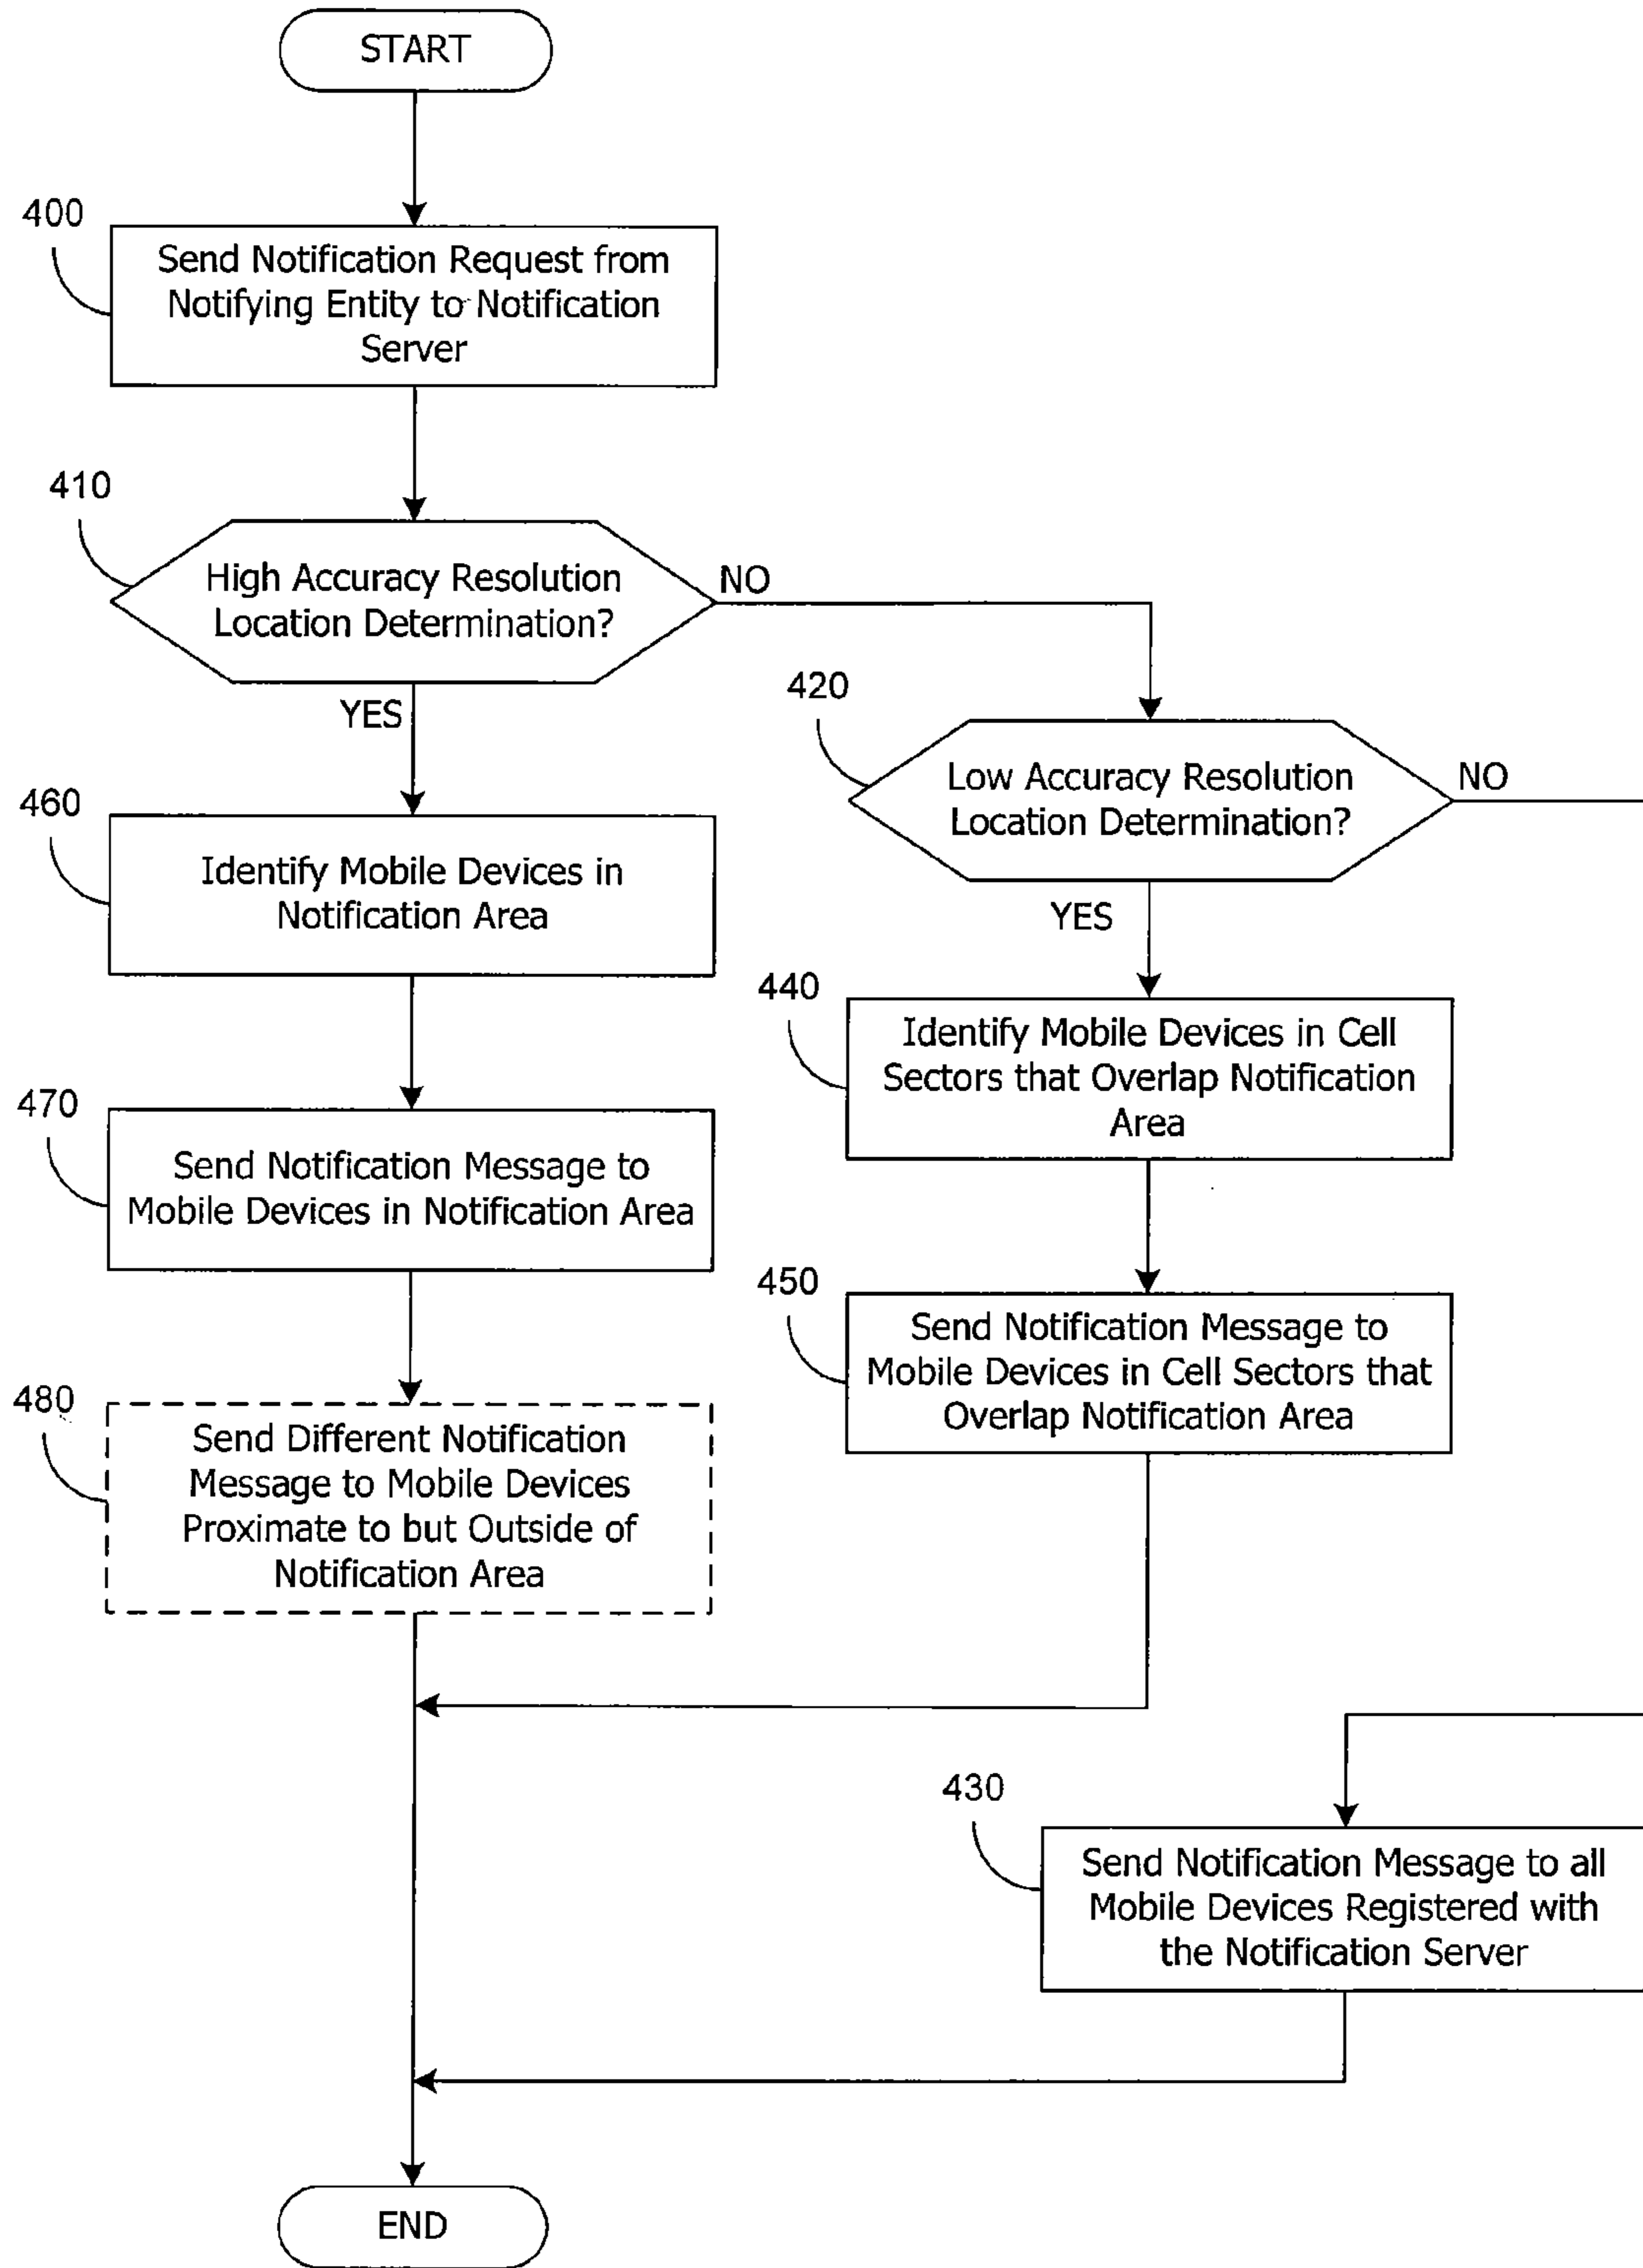 START
400
Send Notification Request from
Notifying Entity to Notification
Server
410
High Accuracy Resolution
Location Determination?
NO
YES
420
Low Accuracy Resolution
Location Determination?
NO
YES
460
Identify Mobile Devices in
Notification Area
440
Identify Mobile Devices in Cell
Sectors that Overlap Notification
Area
470
Send Notification Message to
Mobile Devices in Notification Area
450
Send Notification Message to
Mobile Devices in Cell Sectors that
Overlap Notification Area
480
Send Different Notification
Message to Mobile Devices
Proximate to but Outside of
Notification Area
430
Send Notification Message to all
Mobile Devices Registered with
the Notification Server
END